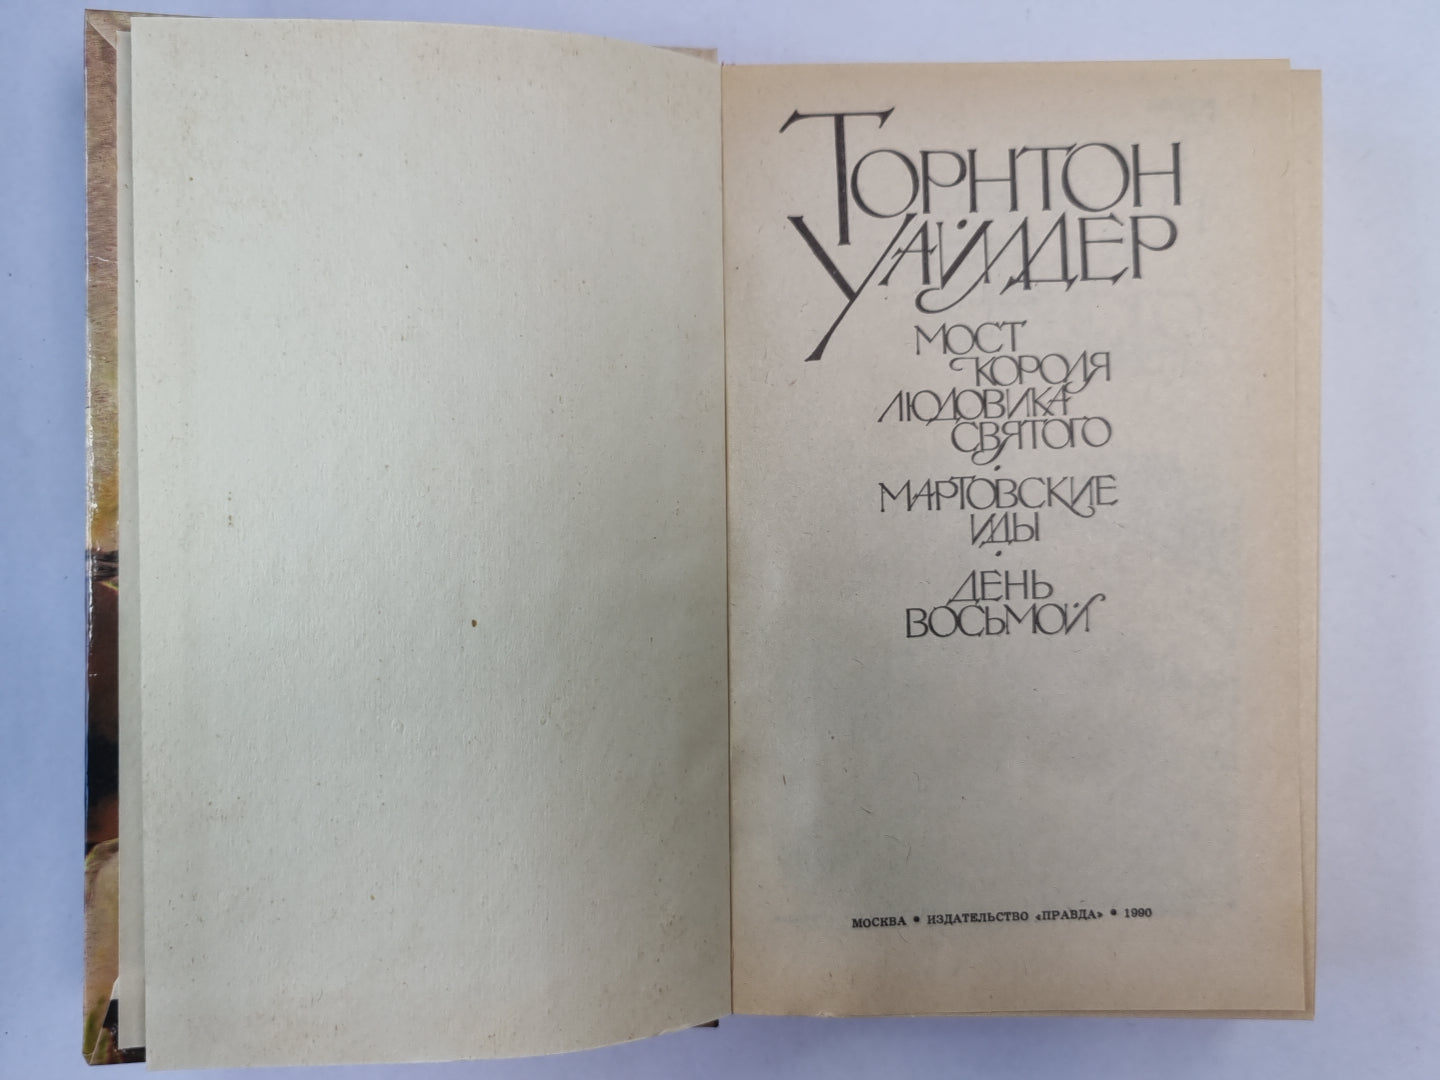 ТОРНТОН
УАЙЛДЕР
МОСТ
КОРОЛЯ
ЛЮДОВИКА
СВЯТОГО
•
МАРТОВСКИЕ
ИДЫ
•
ДЕНЬ
ВОСЬМОЙ
МОСКВА • ИЗДАТЕЛЬСТВО «ПРАВДА» • 1990